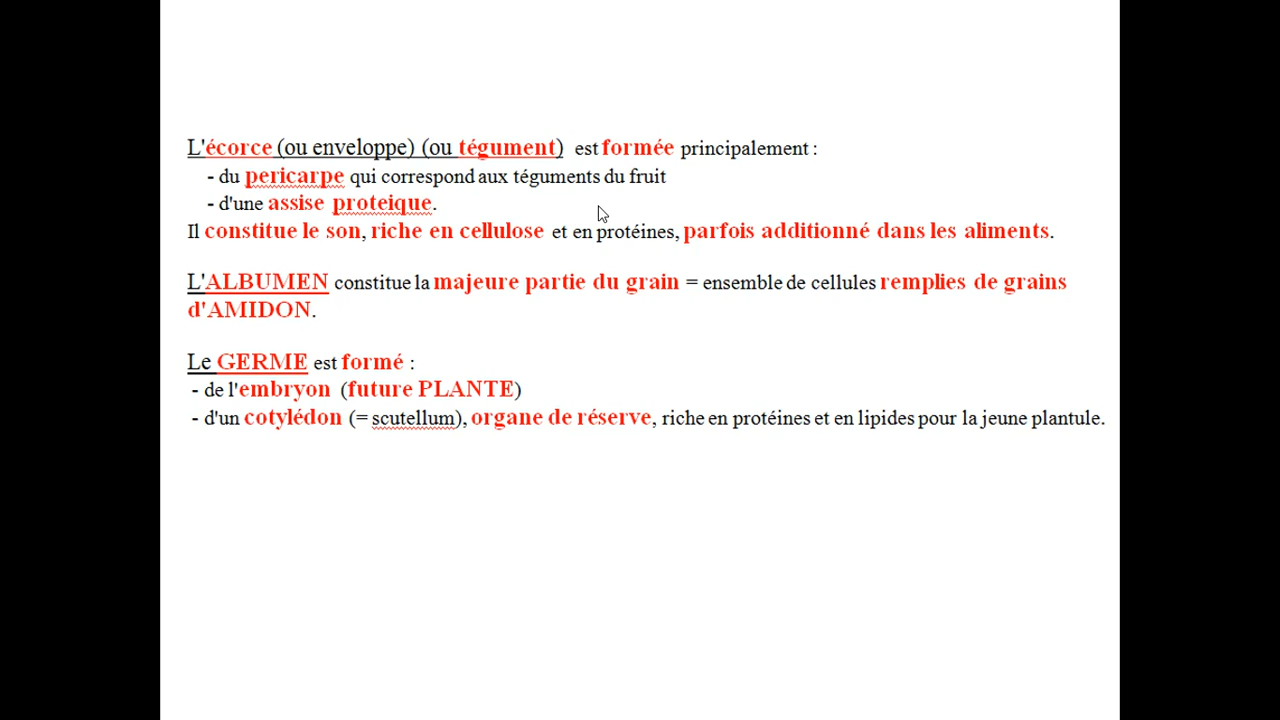 L'écorce (ou enveloppe) (ou tégument) est formée principalement :
- du pericarpe qui correspond aux téguments du fruit
- d'une assise proteique.
Il constitue le son, riche en cellulose et en protéines, parfois additionné dans les aliments.
L'ALBUMEN constitue la majeure partie du grain = ensemble de cellules remplies de grains
d'AMIDON.
Le GERME est formé :
- de l'embryon (future PLANTE)
- d'un cotylédon (= scutellum), organe de réserve, riche en protéines et en lipides pour la jeune plantule.